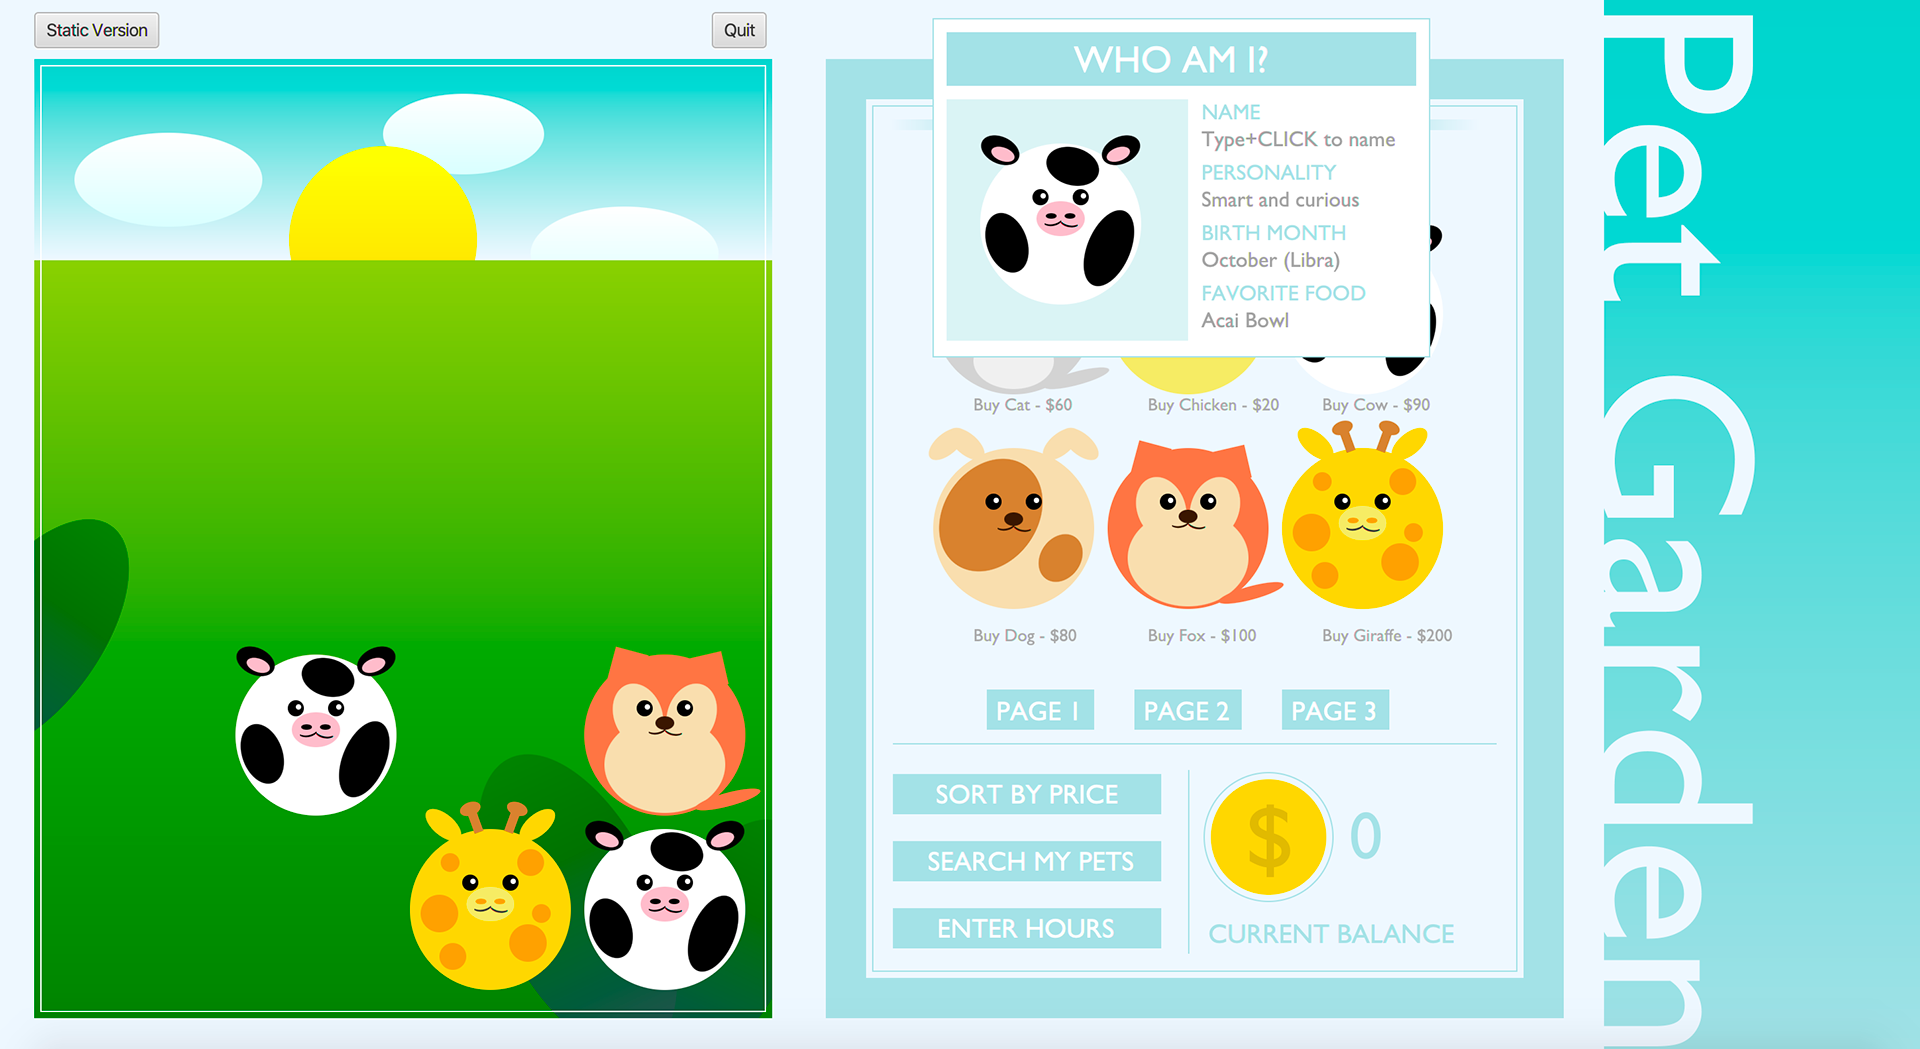 Static Version
Quit
WHO AM I?
NAME
Type+CLICK to name
PERSONALITY
Smart and curious
BIRTH MONTH
October (Libra)
FAVORITE FOOD
Acai Bowl
Buy Cat - $60
Buy Chicken - $20
Buy Cow - $90
Buy Dog - $80
Buy Fox - $100
Buy Giraffe - $200
PAGE 1
PAGE 2
PAGE 3
SORT BY PRICE
SEARCH MY PETS
ENTER HOURS
$
0
CURRENT BALANCE
Pet Garden